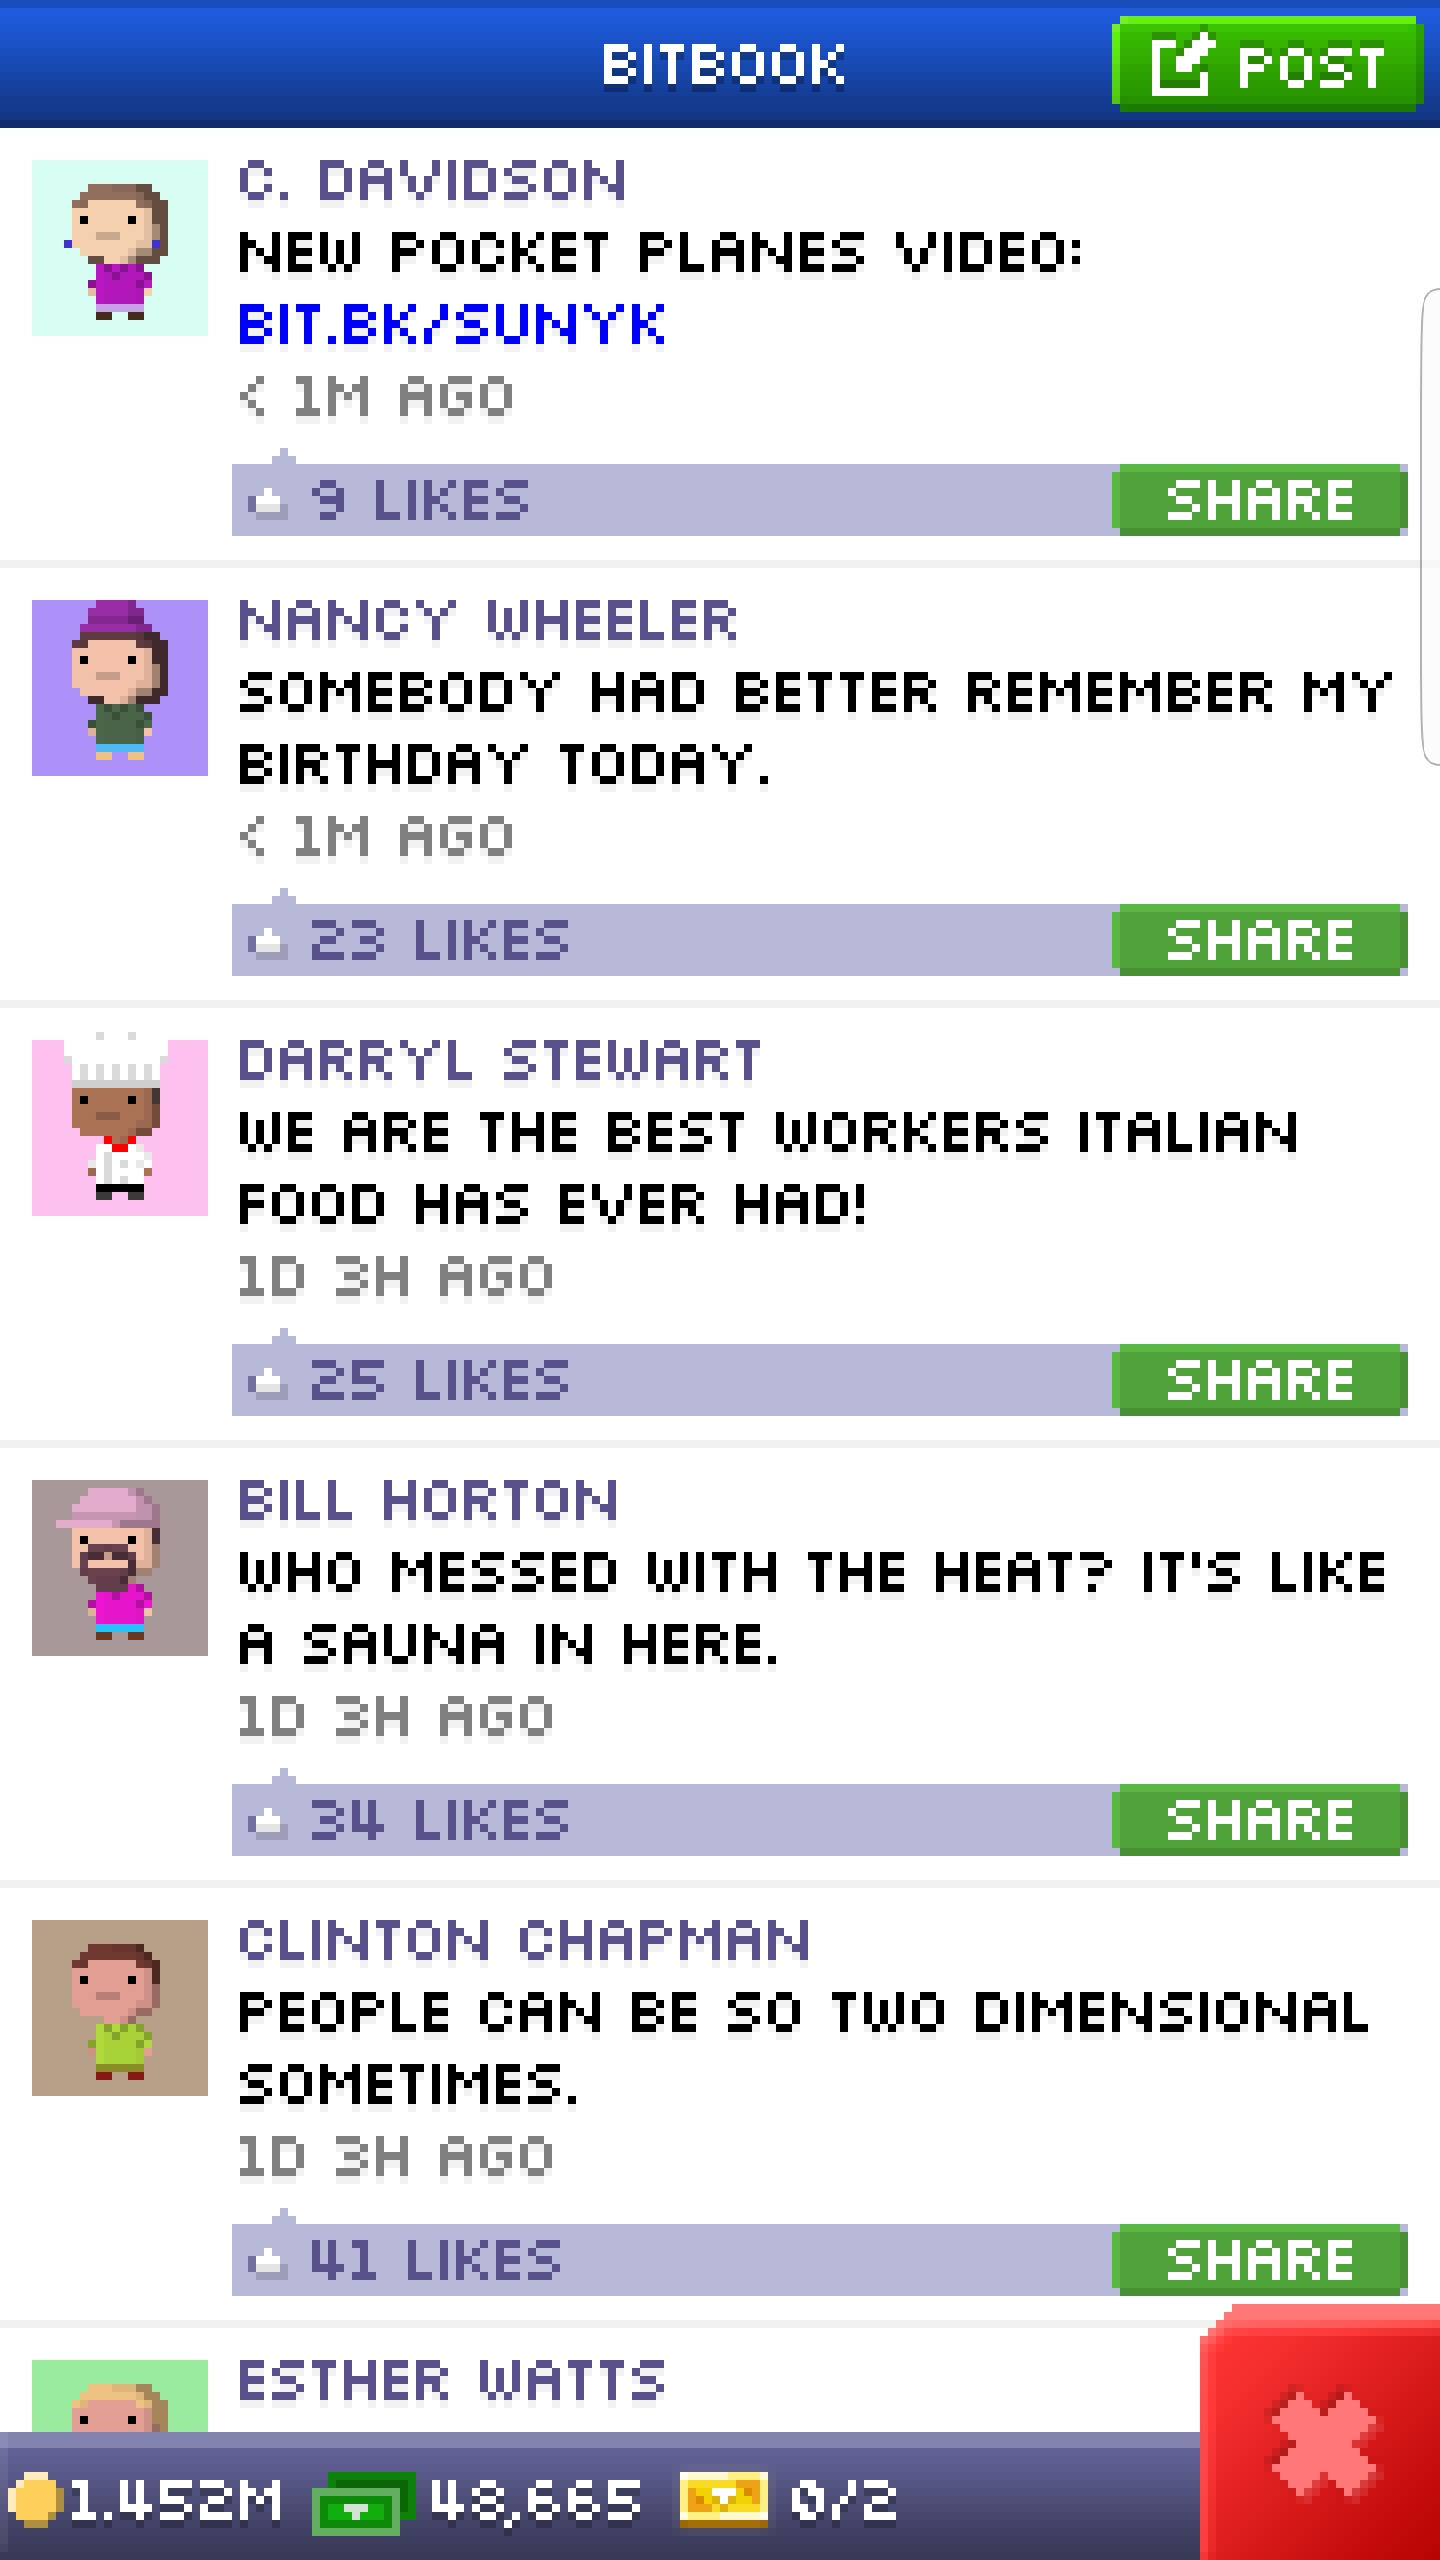 BITBOOK
POST
C. DAVIDSON
NEW POCKET PLANES VIDEO:
BIT.BK/SUNYK
< 1M AGO
9 LIKES
SHARE
NANCY WHEELER
SOMEBODY HAD BETTER REMEMBER MY
BIRTHDAY TODAY.
< 1M AGO
23 LIKES
SHARE
DARRYL STEWART
WE ARE THE BEST WORKERS ITALIAN
FOOD HAS EVER HAD!
1D 3H AGO
25 LIKES
SHARE
BILL HORTON
WHO MESSED WITH THE HEAT? IT'S LIKE
A SAUNA IN HERE.
1D 3H AGO
34 LIKES
SHARE
CLINTON CHAPMAN
PEOPLE CAN BE SO TWO DIMENSIONAL
SOMETIMES.
1D 3H AGO
41 LIKES
SHARE
ESTHER WATTS
1.452M
48,665
0/2